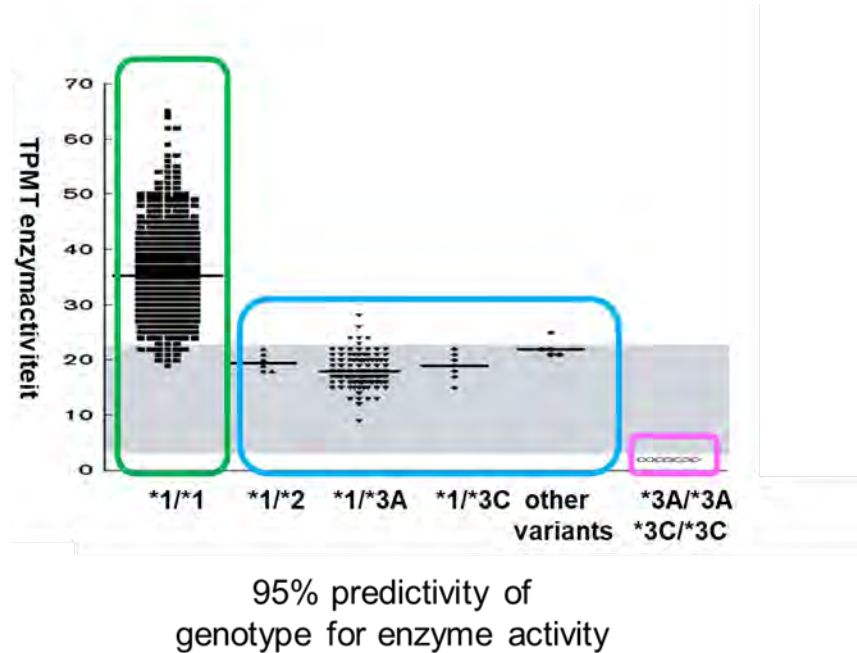 TPMT enzymactiviteit
70
60
50
40
30
20
10
0
*1/*1 *1/*2 *1/*3A *1/*3C other variants *3A/*3A *3C/*3C
95% predictivity of
genotype for enzyme activity